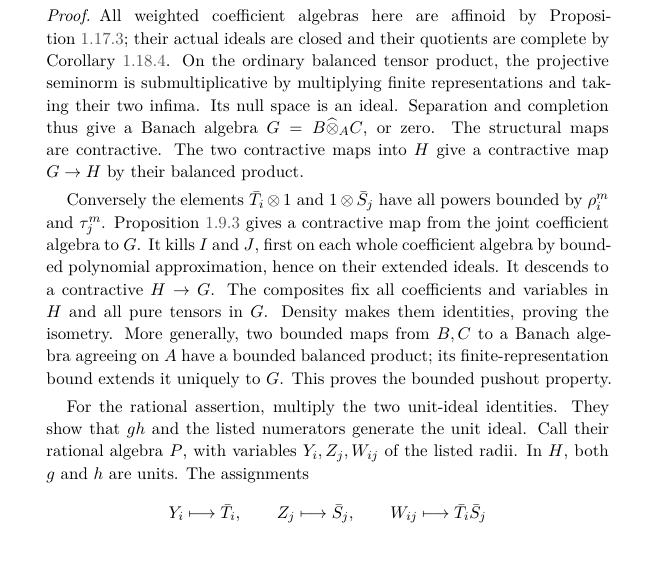 Proof. All weighted coefficient algebras here are affinoid by Proposi-
tion 1.17.3; their actual ideals are closed and their quotients are complete by
Corollary 1.18.4. On the ordinary balanced tensor product, the projective
seminorm is submultiplicative by multiplying finite representations and tak-
ing their two infima. Its null space is an ideal. Separation and completion
thus give a Banach algebra G = B⊗̂_A C, or zero. The structural maps
are contractive. The two contractive maps into H give a contractive map
G → H by their balanced product.
Conversely the elements T̄_i ⊗ 1 and 1 ⊗ S̄_j have all powers bounded by ρ_i^m
and τ_j^m. Proposition 1.9.3 gives a contractive map from the joint coefficient
algebra to G. It kills I and J, first on each whole coefficient algebra by bound-
ed polynomial approximation, hence on their extended ideals. It descends to
a contractive H → G. The composites fix all coefficients and variables in
H and all pure tensors in G. Density makes them identities, proving the
isometry. More generally, two bounded maps from B, C to a Banach alge-
bra agreeing on A have a bounded balanced product; its finite-representation
bound extends it uniquely to G. This proves the bounded pushout property.
For the rational assertion, multiply the two unit-ideal identities. They
show that gh and the listed numerators generate the unit ideal. Call their
rational algebra P, with variables Y_i, Z_j, W_ij of the listed radii. In H, both
g and h are units. The assignments
Y_i ⟼ T̄_i, Z_j ⟼ S̄_j, W_ij ⟼ T̄_i S̄_j